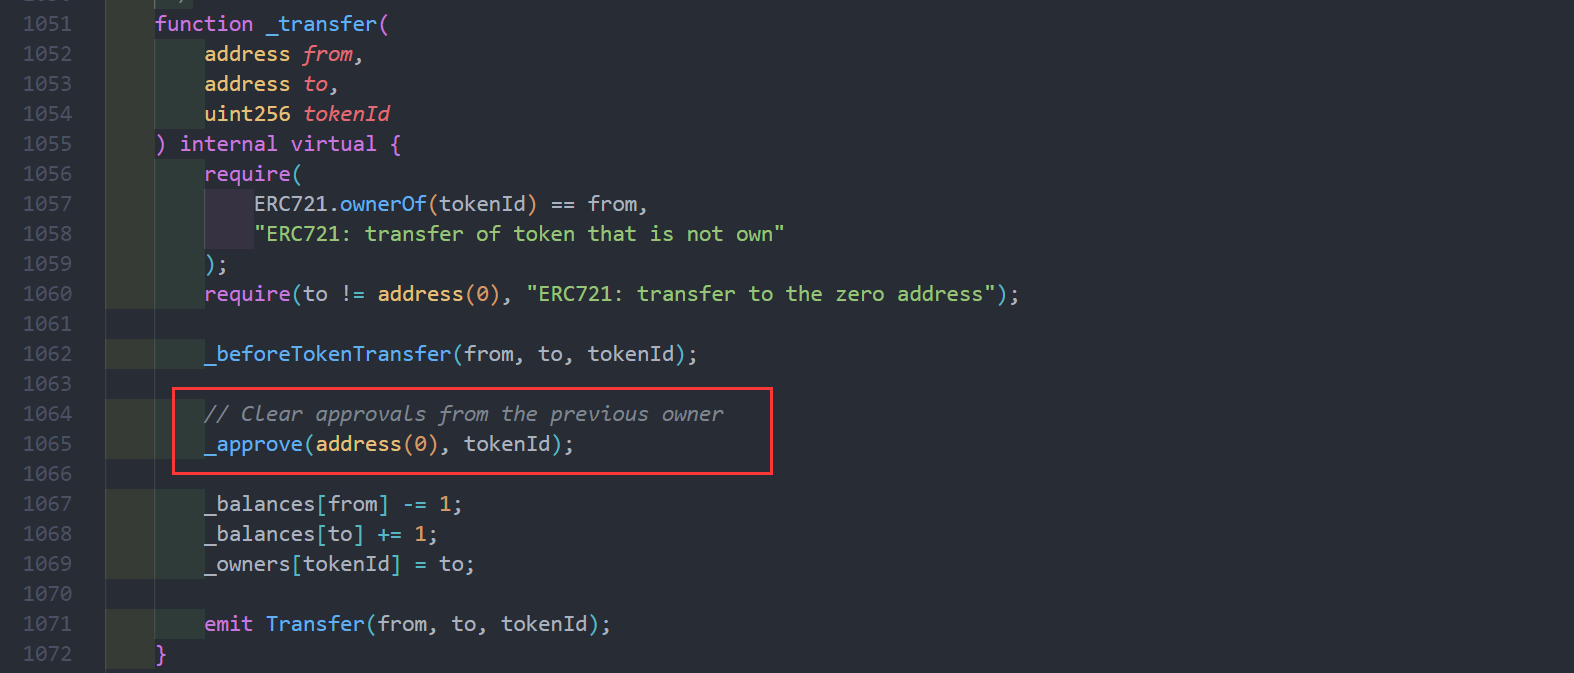 1051 function _transfer(
1052 address from,
1053 address to,
1054 uint256 tokenId
1055 ) internal virtual {
1056 require(
1057 ERC721.ownerOf(tokenId) == from,
1058 "ERC721: transfer of token that is not own"
1059 );
1060 require(to != address(0), "ERC721: transfer to the zero address");
1061
1062 _beforeTokenTransfer(from, to, tokenId);
1063
1064 // Clear approvals from the previous owner
1065 _approve(address(0), tokenId);
1066
1067 _balances[from] -= 1;
1068 _balances[to] += 1;
1069 _owners[tokenId] = to;
1070
1071 emit Transfer(from, to, tokenId);
1072 }